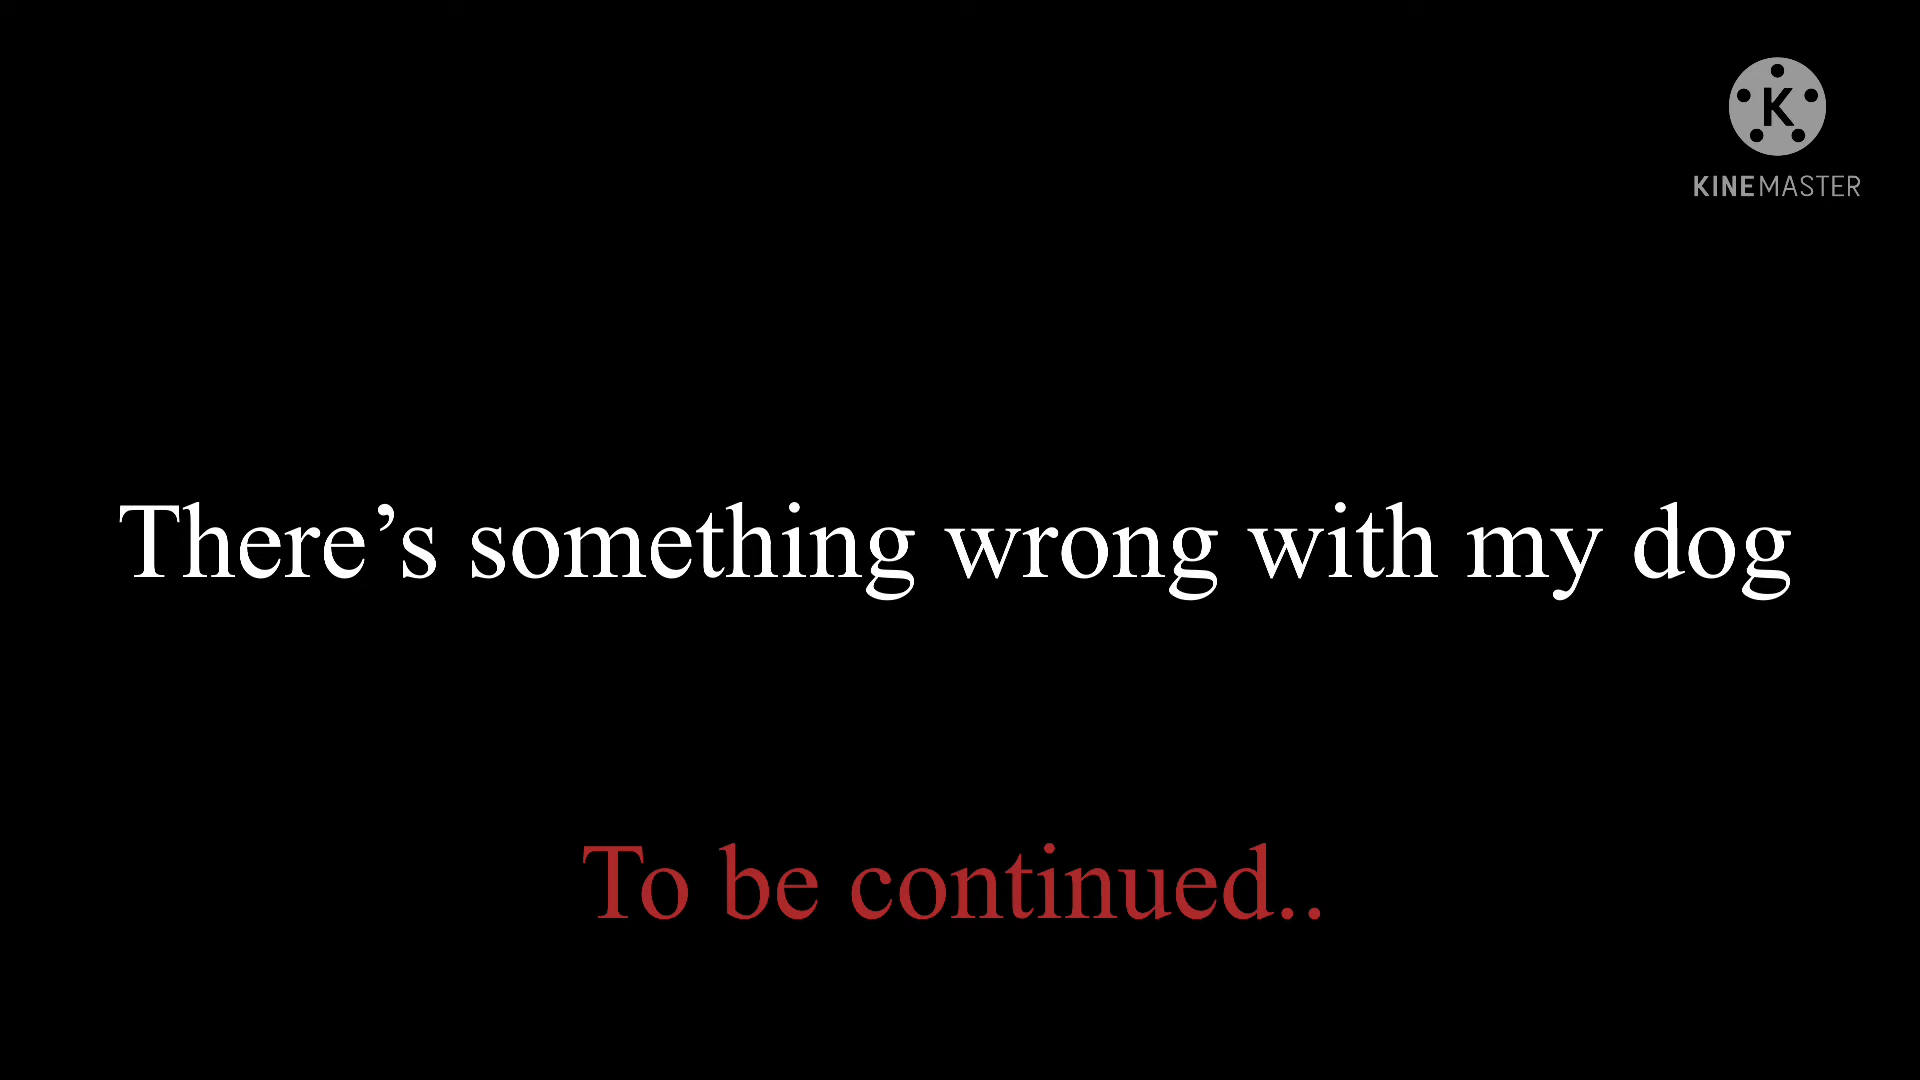 K
KINEMASTER
There’s something wrong with my dog
To be continued..